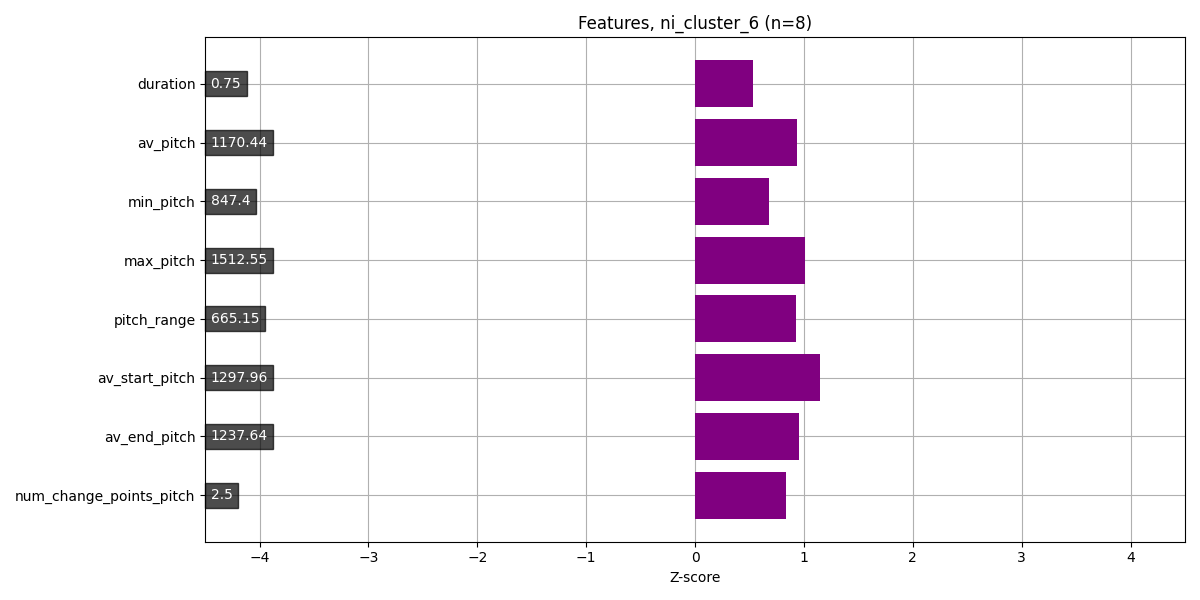 Features, ni_cluster_6 (n=8)
duration 0.75
av_pitch 1170.44
min_pitch 847.4
max_pitch 1512.55
pitch_range 665.15
av_start_pitch 1297.96
av_end_pitch 1237.64
num_change_points_pitch 2.5
−4 −3 −2 −1 0 1 2 3 4
Z-score